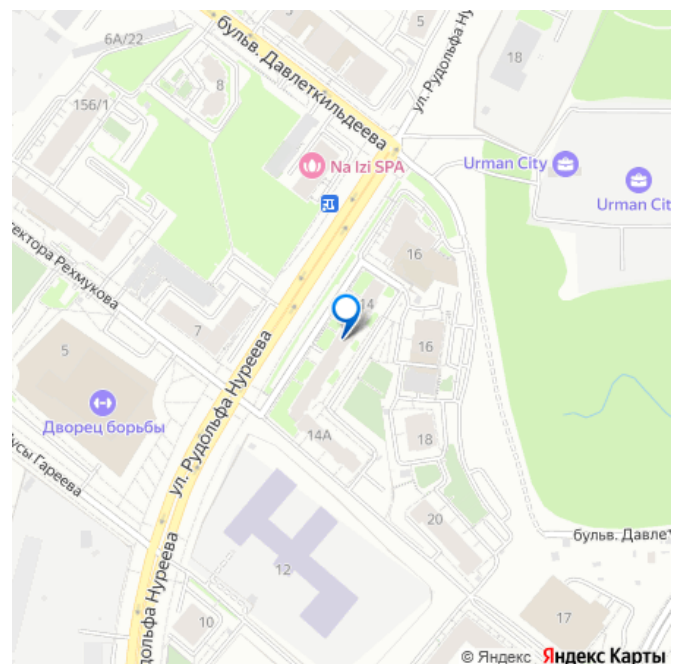 6А/22
5
18
8
бульв. Давлеткильдеева
ул. Рудольфа Ну
156/1
Na Izi SPA
Urman City
Urman Cit
16
ектора Рехмукова
14
7
5
16
Дворец борьбы
ул. Рудольфа Нуреева
14А
18
усы Гареева
20
бульв. Давле
12
дольфа Нуреева
10
17
© Яндекс Яндекс Карты